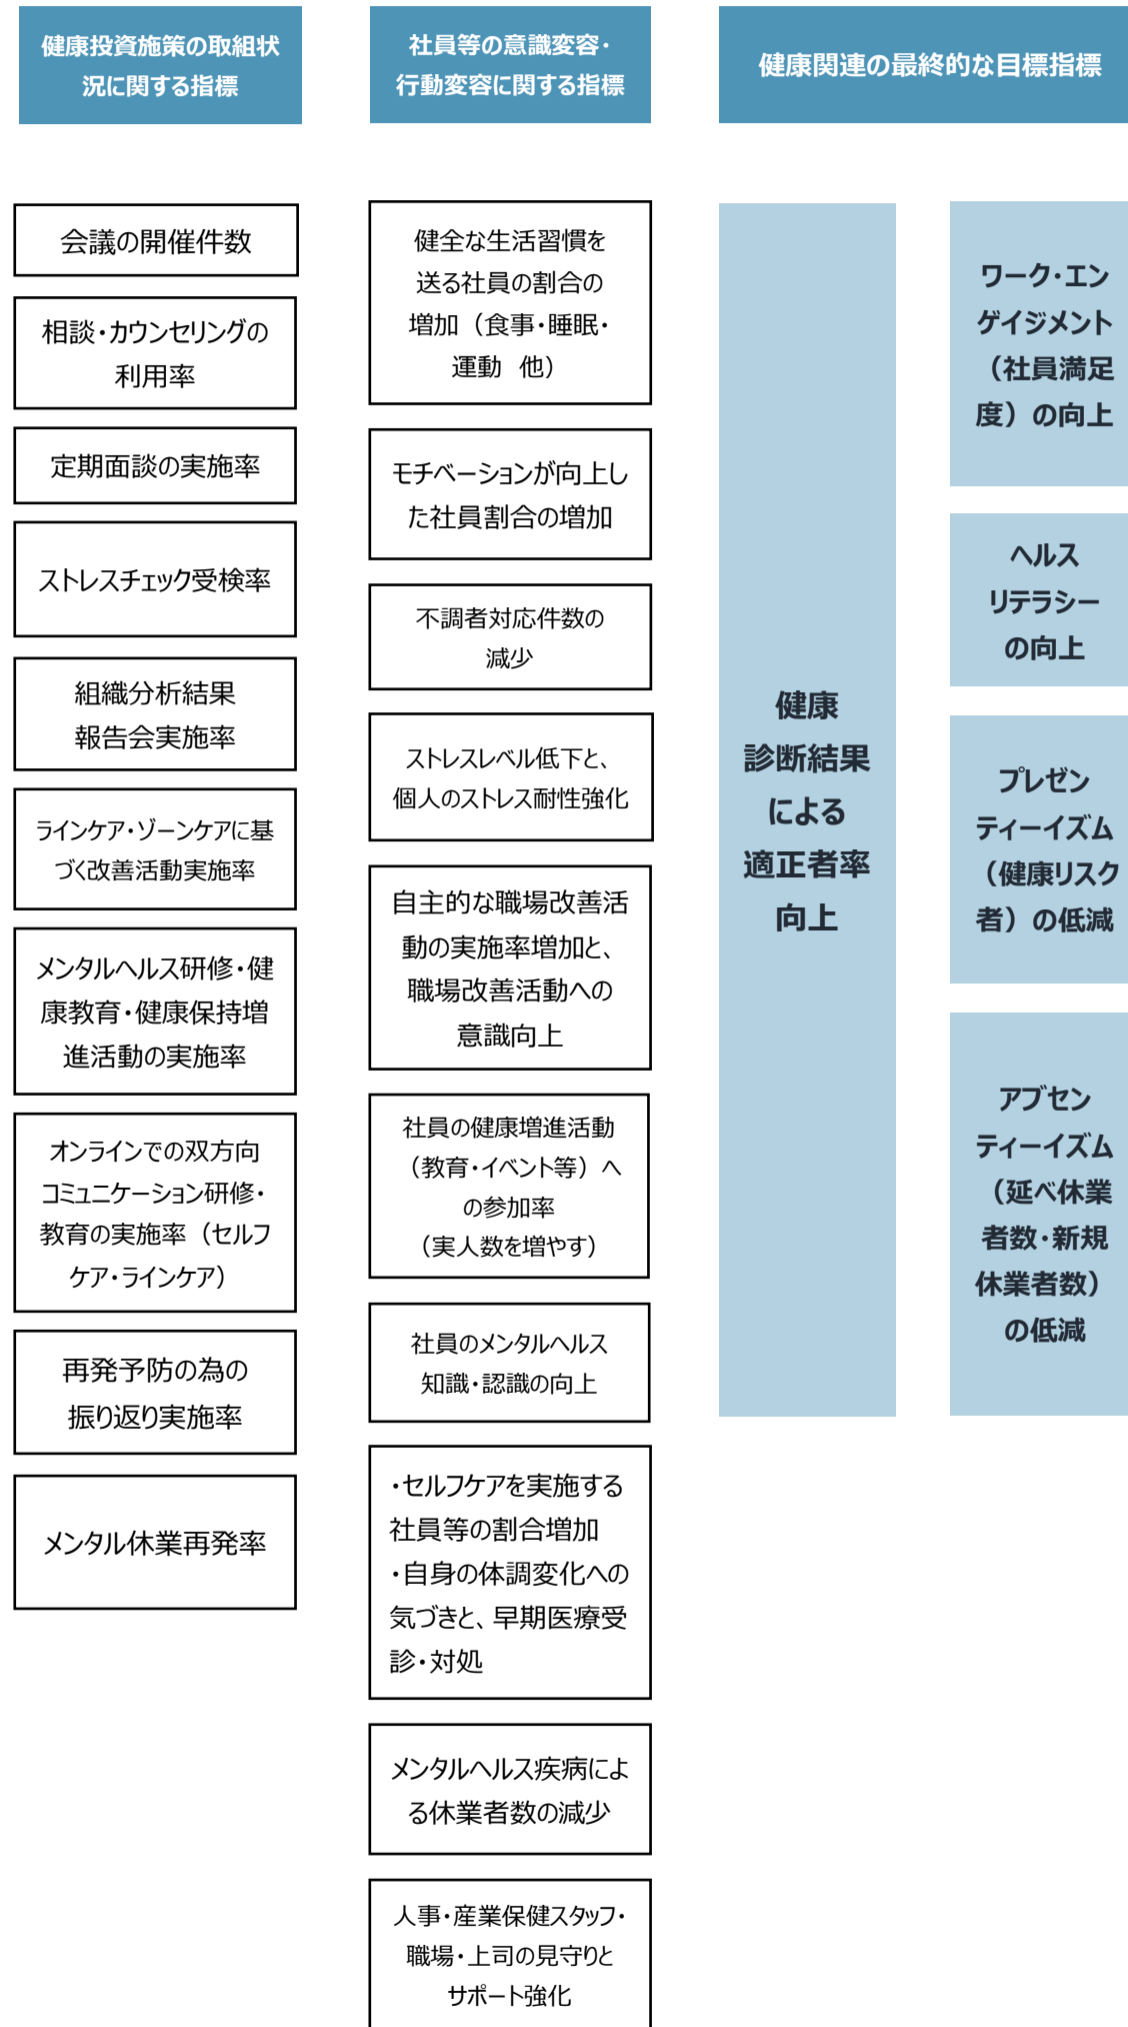 健康投資施策の取組状
況に関する指標
社員等の意識変容・
行動変容に関する指標
健康関連の最終的な目標指標
会議の開催件数
相談・カウンセリングの
利用率
定期面談の実施率
ストレスチェック受検率
組織分析結果
報告会実施率
ラインケア・ゾーンケアに基
づく改善活動実施率
メンタルヘルス研修・健
康教育・健康保持増
進活動の実施率
オンラインでの双方向
コミュニケーション研修・
教育の実施率（セルフ
ケア・ラインケア）
再発予防の為の
振り返り実施率
メンタル休業再発率
健全な生活習慣を
送る社員の割合の
増加（食事・睡眠・
運動　他）
モチベーションが向上し
た社員割合の増加
不調者対応件数の
減少
ストレスレベル低下と、
個人のストレス耐性強化
自主的な職場改善活
動の実施率増加と、
職場改善活動への
意識向上
社員の健康増進活動
（教育・イベント等）へ
の参加率
（実人数を増やす）
社員のメンタルヘルス
知識・認識の向上
・セルフケアを実施する
社員等の割合増加
・自身の体調変化への
気づきと、早期医療受
診・対処
メンタルヘルス疾病によ
る休業者数の減少
人事・産業保健スタッフ・
職場・上司の見守りと
サポート強化
健康
診断結果
による
適正者率
向上
ワーク・エン
ゲイジメント
（社員満足
度）の向上
ヘルス
リテラシー
の向上
プレゼン
ティーイズム
（健康リスク
者）の低減
アブセン
ティーイズム
（延べ休業
者数・新規
休業者数）
の低減